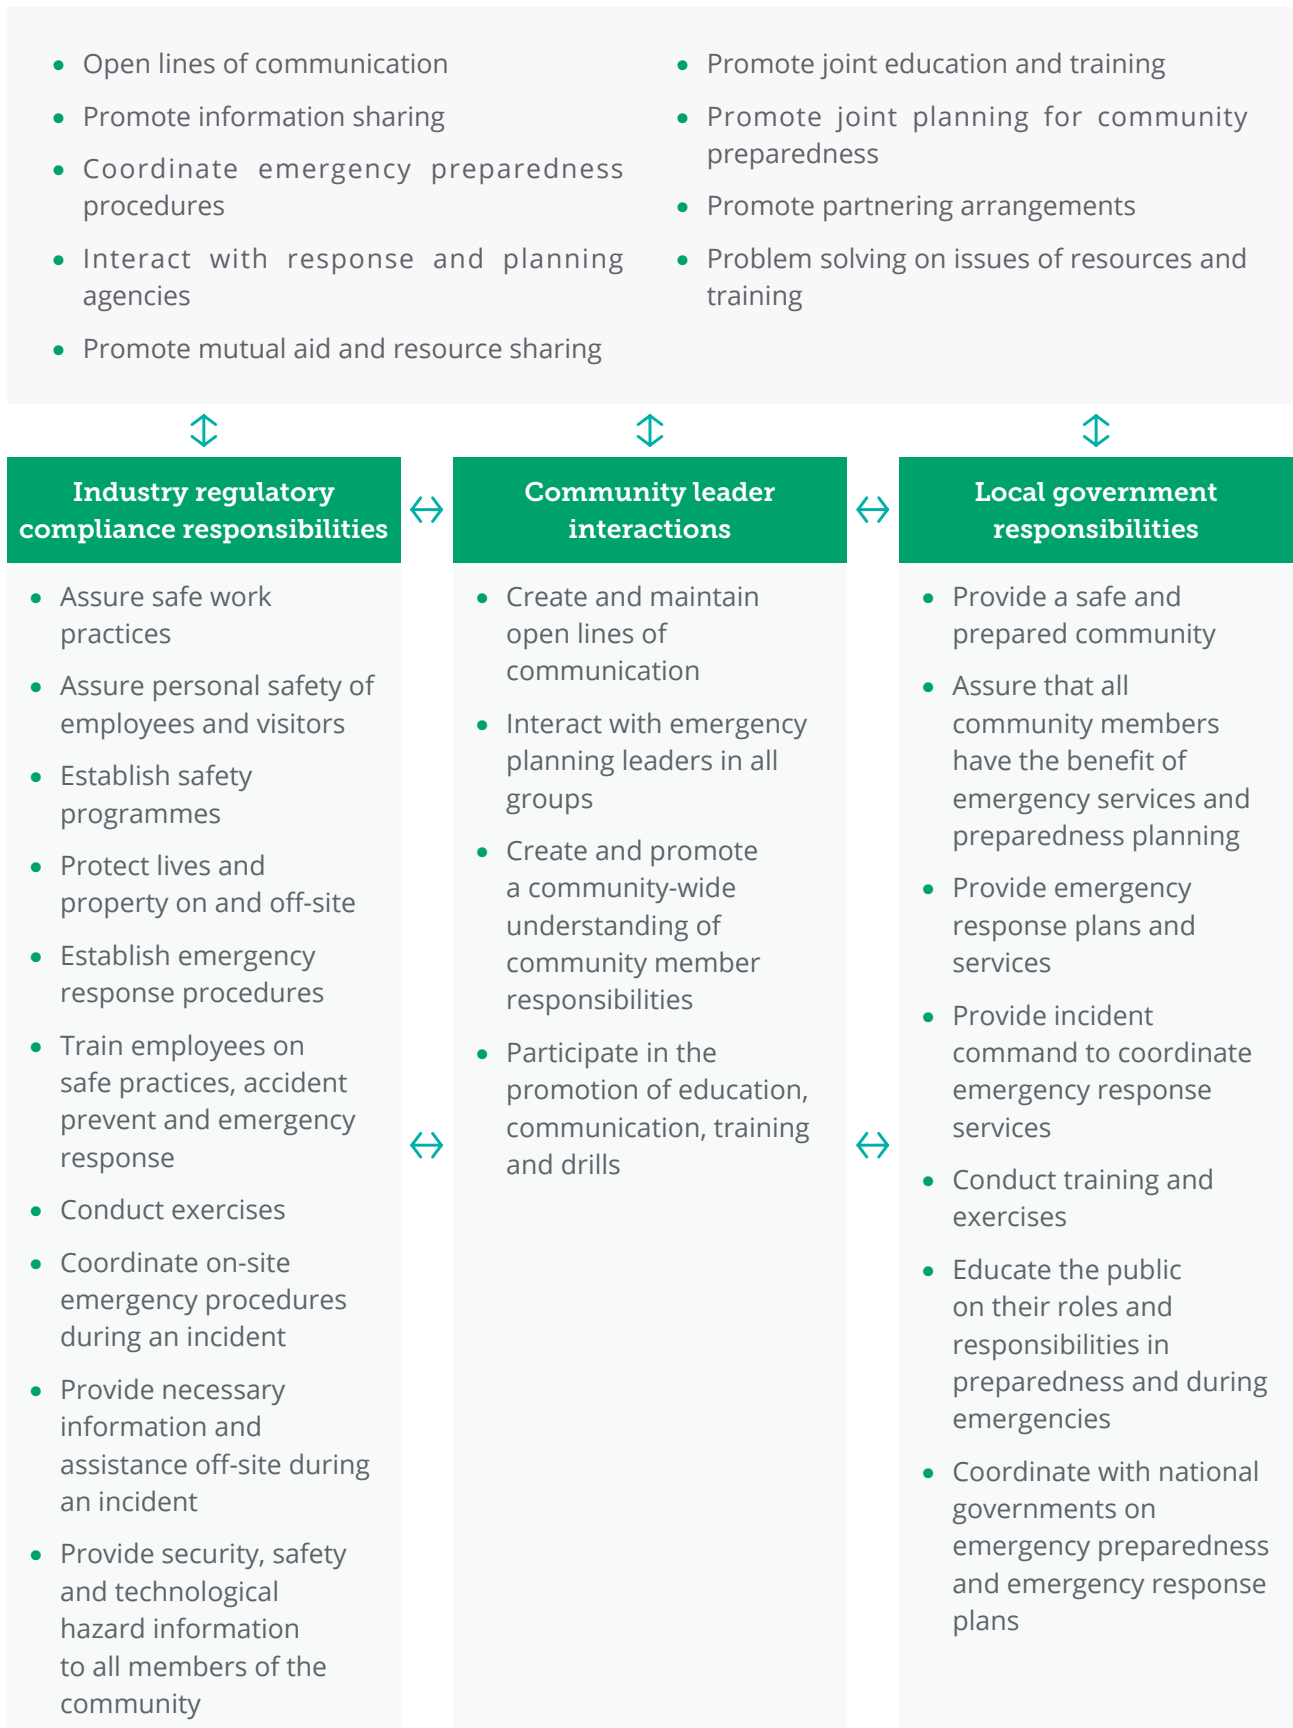 • Open lines of communication
• Promote information sharing
• Coordinate emergency preparedness
procedures
• Interact with response and planning
agencies
• Promote mutual aid and resource sharing
• Promote joint education and training
• Promote joint planning for community
preparedness
• Promote partnering arrangements
• Problem solving on issues of resources and
training
Industry regulatory
compliance responsibilities
• Assure safe work
practices
• Assure personal safety of
employees and visitors
• Establish safety
programmes
• Protect lives and
property on and off-site
• Establish emergency
response procedures
• Train employees on
safe practices, accident
prevent and emergency
response
• Conduct exercises
• Coordinate on-site
emergency procedures
during an incident
• Provide necessary
information and
assistance off-site during
an incident
• Provide security, safety
and technological
hazard information
to all members of the
community
Community leader
interactions
• Create and maintain
open lines of
communication
• Interact with emergency
planning leaders in all
groups
• Create and promote
a community-wide
understanding of
community member
responsibilities
• Participate in the
promotion of education,
communication, training
and drills
Local government
responsibilities
• Provide a safe and
prepared community
• Assure that all
community members
have the benefit of
emergency services and
preparedness planning
• Provide emergency
response plans and
services
• Provide incident
command to coordinate
emergency response
services
• Conduct training and
exercises
• Educate the public
on their roles and
responsibilities in
preparedness and during
emergencies
• Coordinate with national
governments on
emergency preparedness
and emergency response
plans